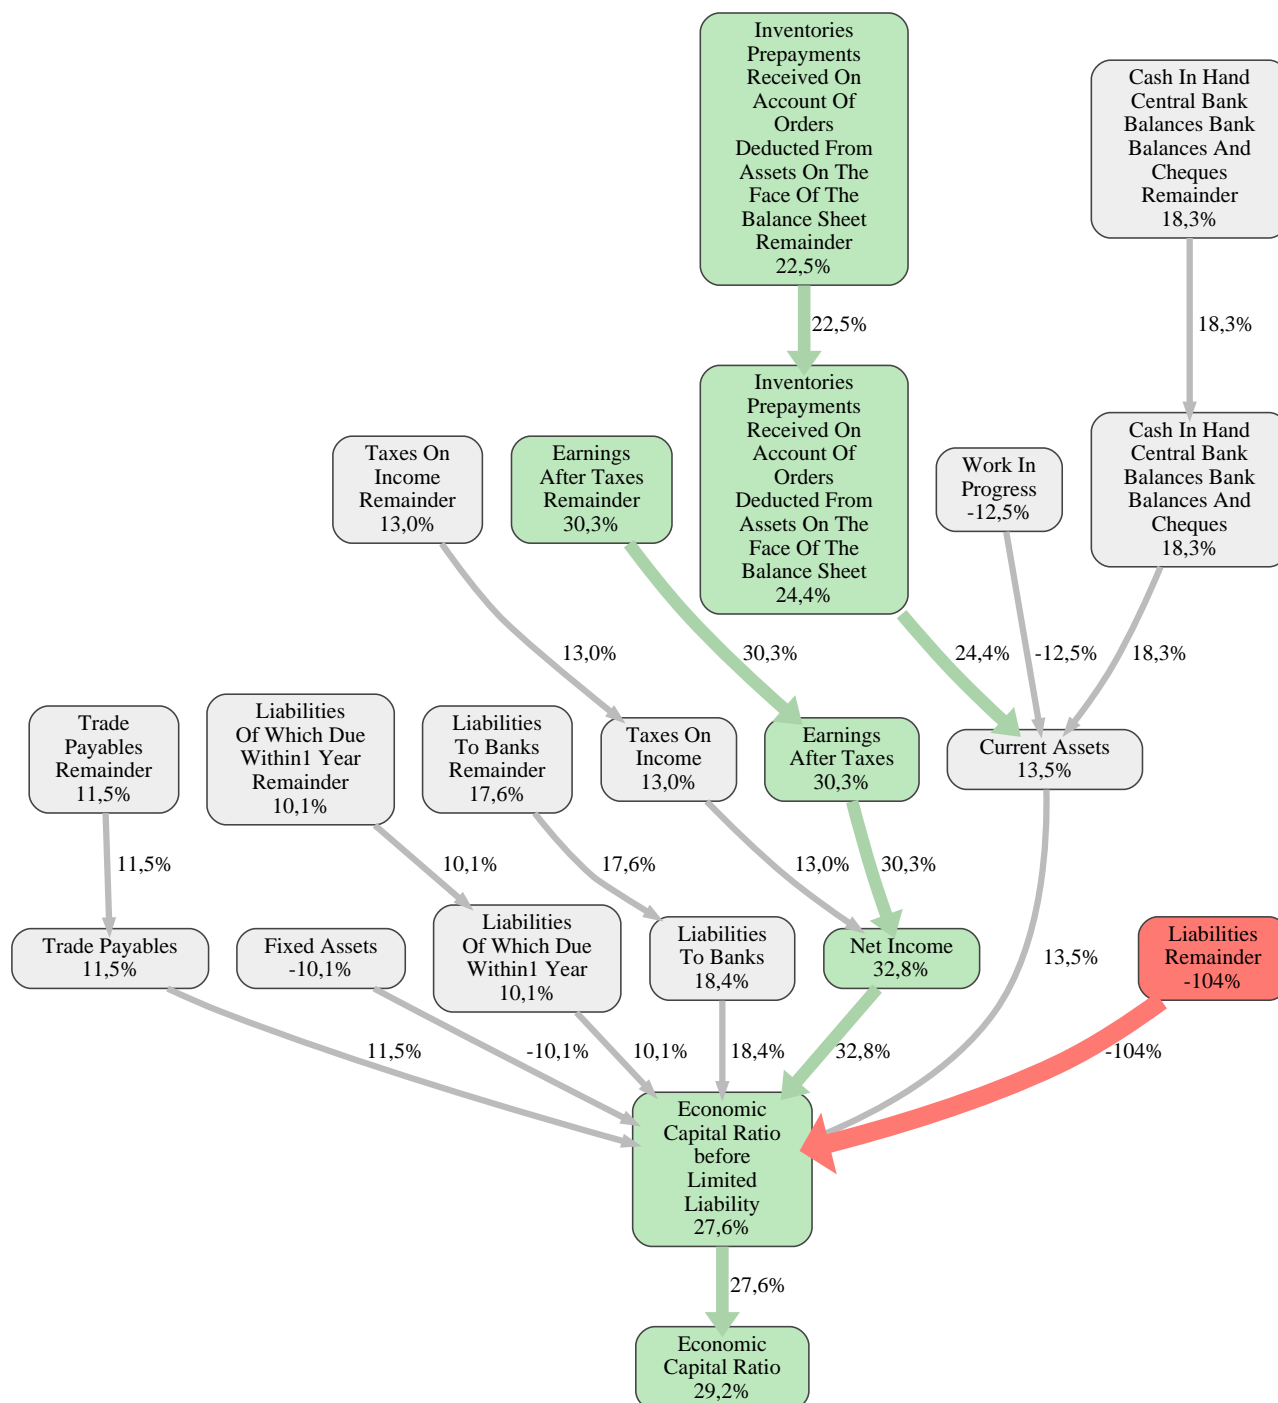 Inventories
Prepayments
Received On
Account Of
Orders
Deducted From
Assets On The
Face Of The
Balance Sheet
Remainder
22,5%
Cash In Hand
Central Bank
Balances Bank
Balances And
Cheques
Remainder
18,3%
22,5%
18,3%
Taxes On
Income
Remainder
13,0%
Earnings
After Taxes
Remainder
30,3%
Inventories
Prepayments
Received On
Account Of
Orders
Deducted From
Assets On The
Face Of The
Balance Sheet
24,4%
Work In
Progress
-12,5%
Cash In Hand
Central Bank
Balances Bank
Balances And
Cheques
18,3%
13,0%
30,3%
24,4%
-12,5%
18,3%
Trade
Payables
Remainder
11,5%
Liabilities
Of Which Due
Within1 Year
Remainder
10,1%
Liabilities
To Banks
Remainder
17,6%
Taxes On
Income
13,0%
Earnings
After Taxes
30,3%
Current Assets
13,5%
11,5%
10,1%
17,6%
13,0%
30,3%
Trade Payables
11,5%
Fixed Assets
-10,1%
Liabilities
Of Which Due
Within1 Year
10,1%
Liabilities
To Banks
18,4%
Net Income
32,8%
13,5%
Liabilities
Remainder
-104%
11,5%
-10,1%
10,1%
18,4%
32,8%
-104%
Economic
Capital Ratio
before
Limited
Liability
27,6%
27,6%
Economic
Capital Ratio
29,2%